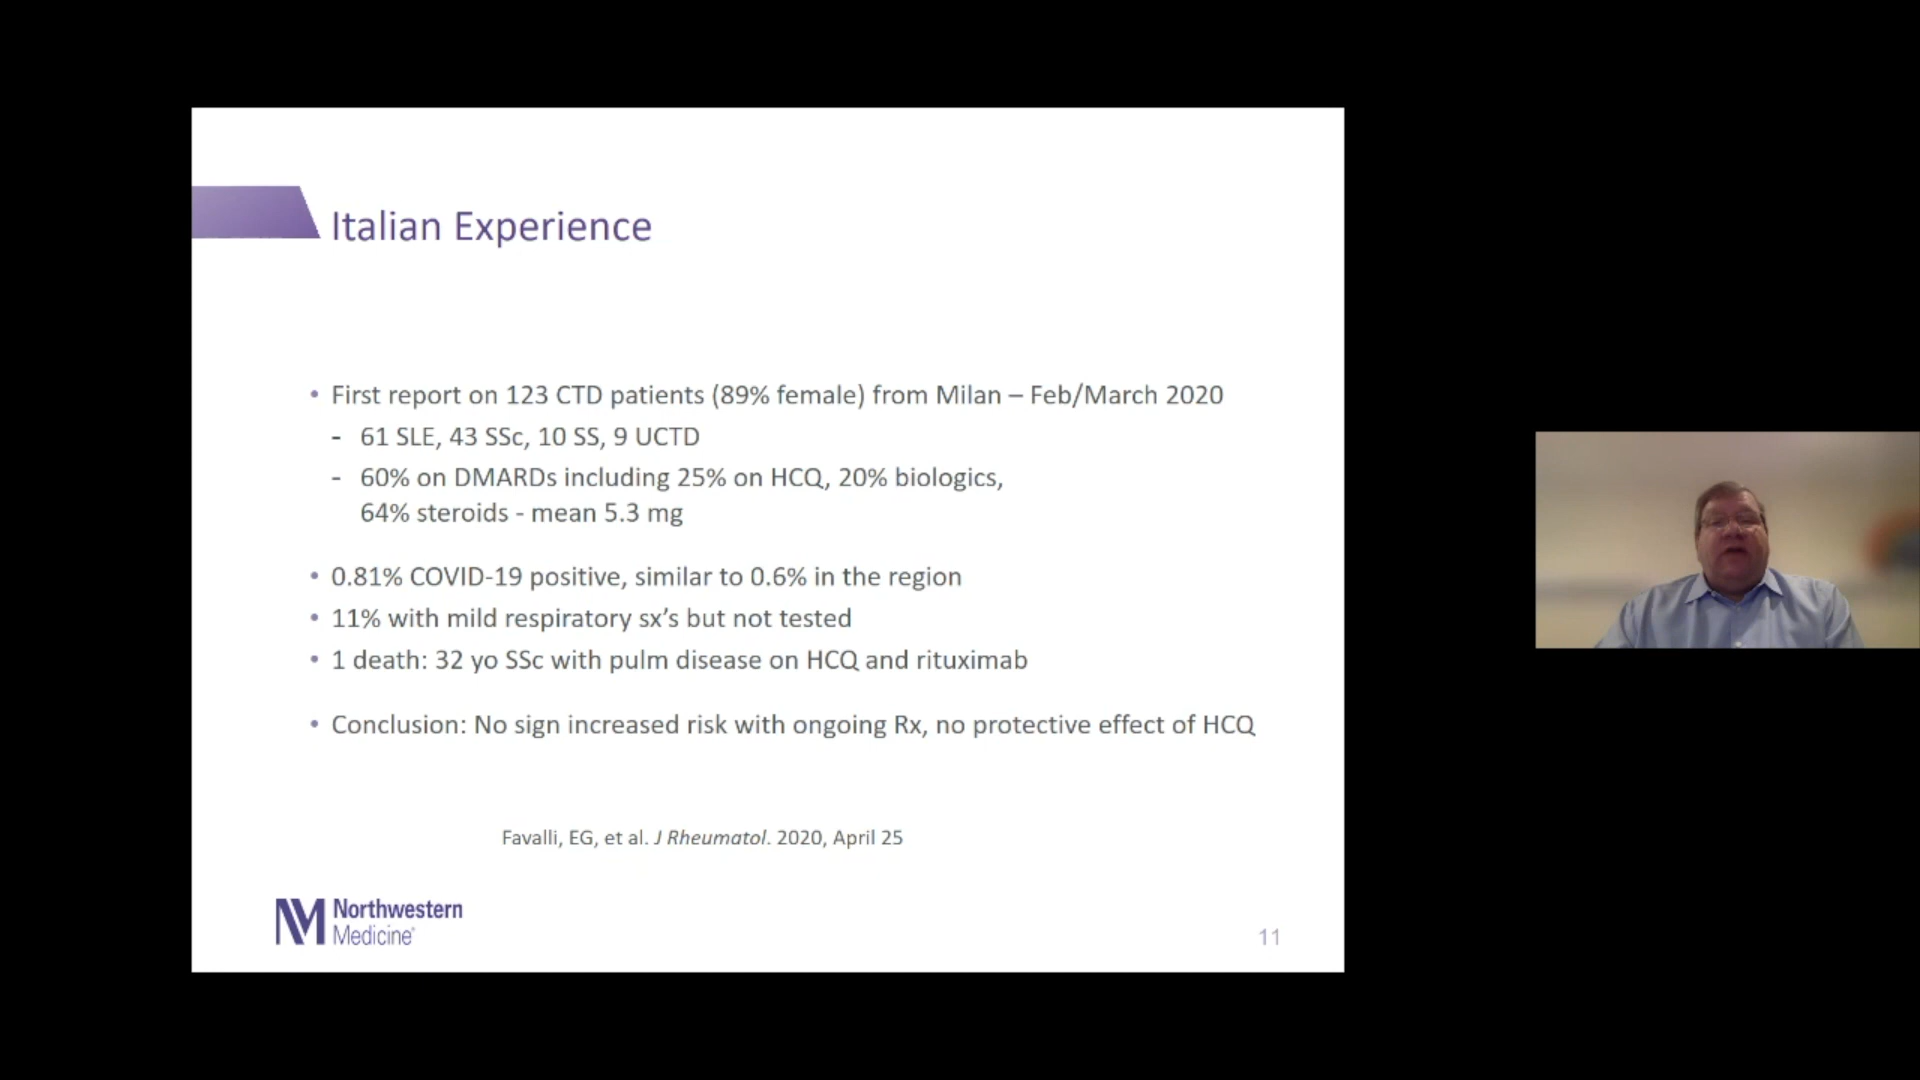 Italian Experience
• First report on 123 CTD patients (89% female) from Milan – Feb/March 2020
- 61 SLE, 43 SSc, 10 SS, 9 UCTD
- 60% on DMARDs including 25% on HCQ, 20% biologics,
64% steroids - mean 5.3 mg
• 0.81% COVID-19 positive, similar to 0.6% in the region
• 11% with mild respiratory sx’s but not tested
• 1 death: 32 yo SSc with pulm disease on HCQ and rituximab
• Conclusion: No sign increased risk with ongoing Rx, no protective effect of HCQ
Favalli, EG, et al. J Rheumatol. 2020, April 25
NM Northwestern
Medicine®
11